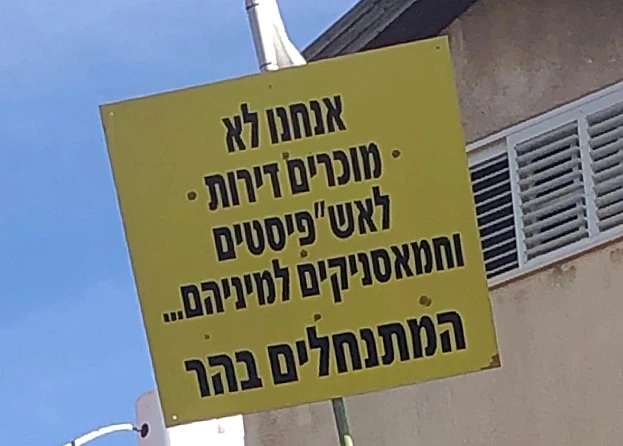 אנחנו לא
מוכרים דירות
לאש"פיסטים
וחמאסניקים למיניהם...
המתנחלים בהר